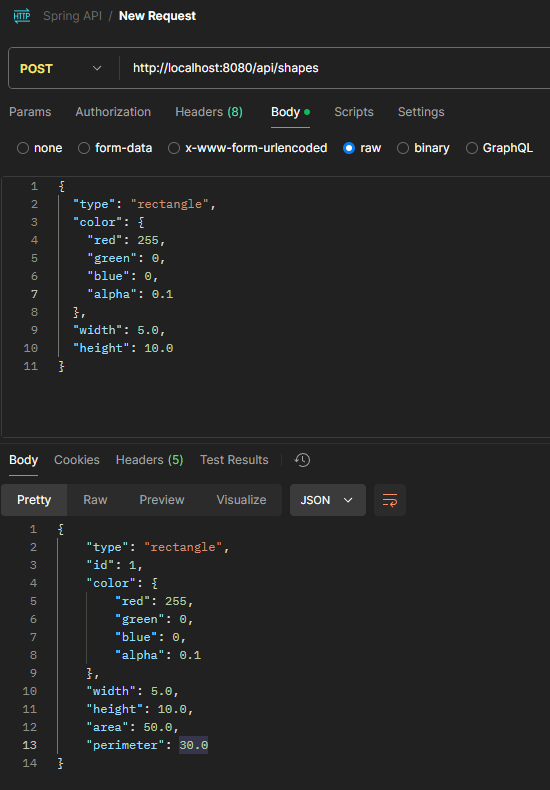 HTTP Spring API / New Request
POST http://localhost:8080/api/shapes
Params Authorization Headers (8) Body Scripts Settings
none form-data x-www-form-urlencoded raw binary GraphQL
1 {
2 "type": "rectangle",
3 "color": {
4 "red": 255,
5 "green": 0,
6 "blue": 0,
7 "alpha": 0.1
8 },
9 "width": 5.0,
10 "height": 10.0
11 }
Body Cookies Headers (5) Test Results
Pretty Raw Preview Visualize JSON
1 {
2 "type": "rectangle",
3 "id": 1,
4 "color": {
5 "red": 255,
6 "green": 0,
7 "blue": 0,
8 "alpha": 0.1
9 },
10 "width": 5.0,
11 "height": 10.0,
12 "area": 50.0,
13 "perimeter": 30.0
14 }